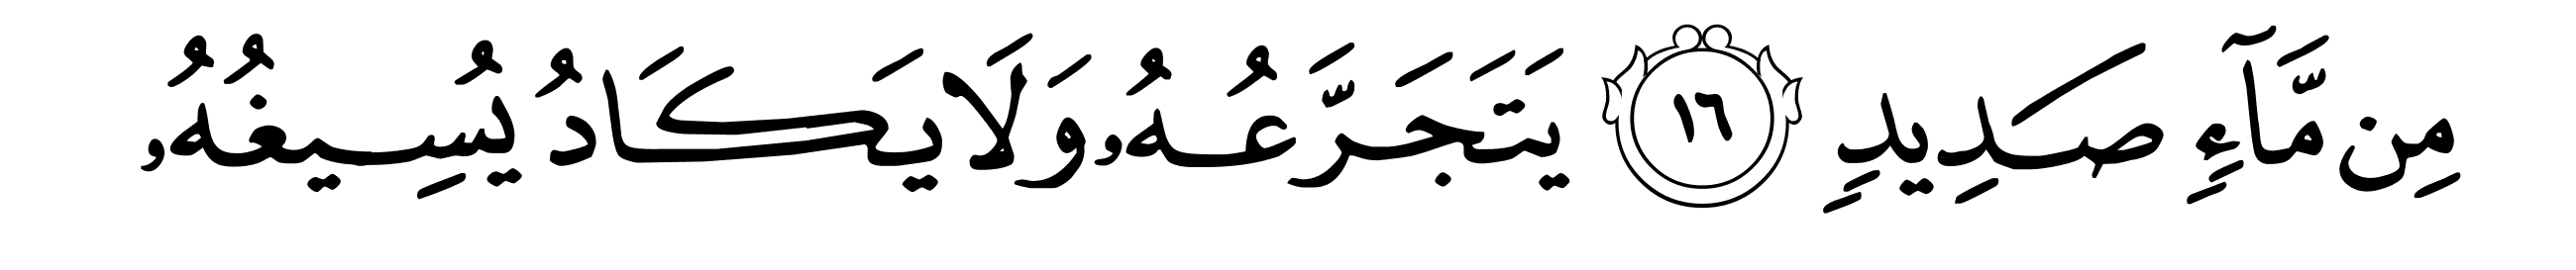 مِن مَّآءٍ صَدِيدٍ ١٦ يَتَجَرَّعُهُۥ وَلَا يَكَادُ يُسِيغُهُۥ